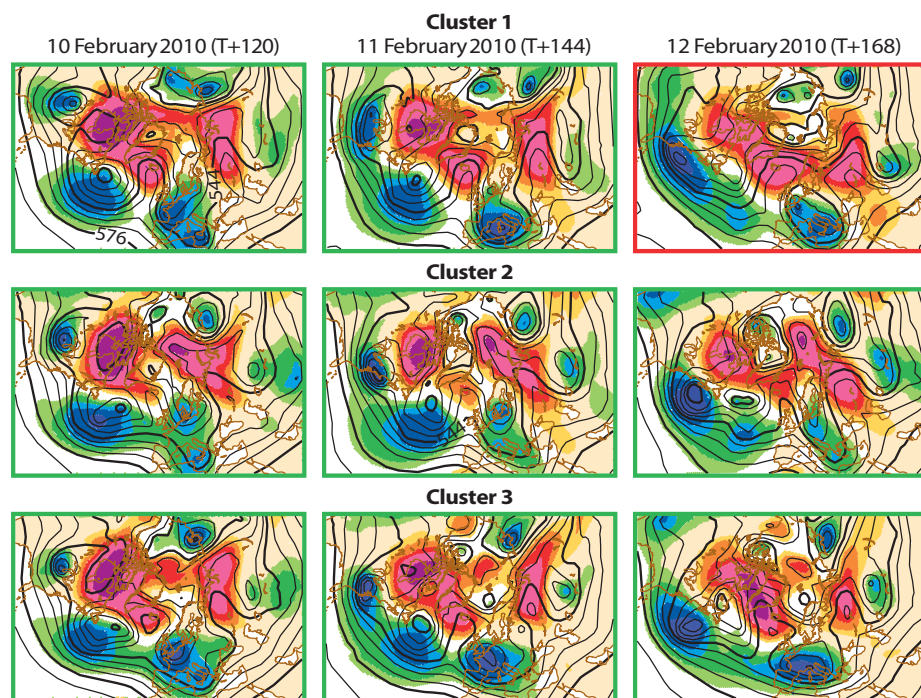 Cluster 1
10 February 2010 (T+120)
11 February 2010 (T+144)
12 February 2010 (T+168)
544
576
Cluster 2
544
Cluster 3